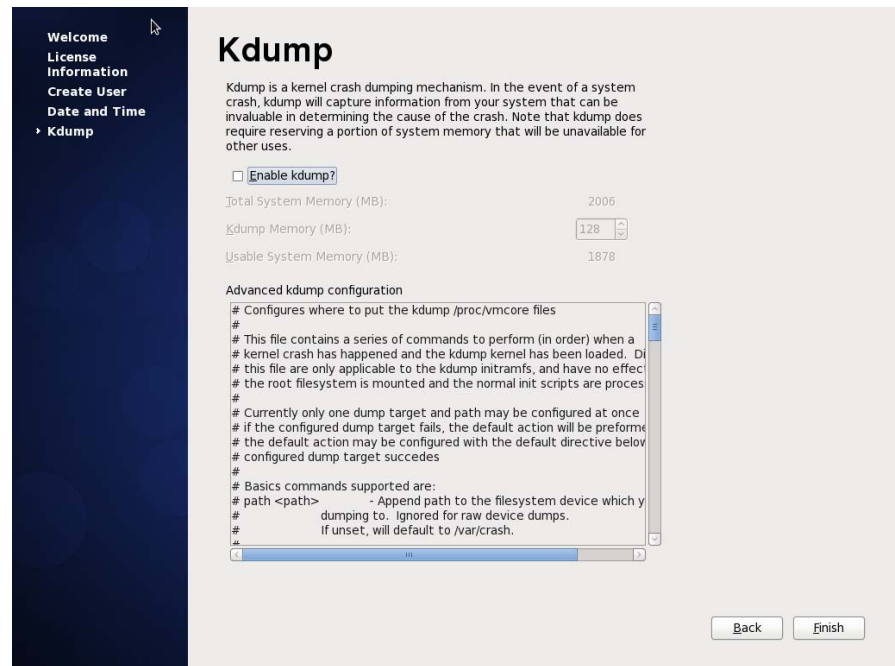 Welcome
License
Information
Create User
Date and Time
Kdump
Kdump
Kdump is a kernel crash dumping mechanism. In the event of a system
crash, kdump will capture information from your system that can be
invaluable in determining the cause of the crash. Note that kdump does
require reserving a portion of system memory that will be unavailable for
other uses.
Enable kdump?
Total System Memory (MB): 2006
Kdump Memory (MB): 128
Usable System Memory (MB): 1878
Advanced kdump configuration
# Configures where to put the kdump /proc/vmcore files
#
# This file contains a series of commands to perform (in order) when a
# kernel crash has happened and the kdump kernel has been loaded. Di
# this file are only applicable to the kdump initramfs, and have no effect
# the root filesystem is mounted and the normal init scripts are proces
#
# Currently only one dump target and path may be configured at once
# if the configured dump target fails, the default action will be preforme
# the default action may be configured with the default directive below
# configured dump target succedes
#
# Basics commands supported are:
# path <path> - Append path to the filesystem device which y
# dumping to. Ignored for raw device dumps.
# If unset, will default to /var/crash.
#
Back Finish